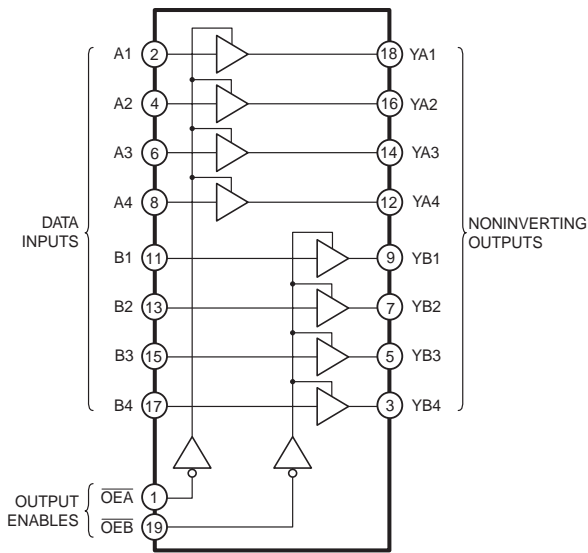 A1 2 18 YA1
A2 4 16 YA2
A3 6 14 YA3
A4 8 12 YA4
DATA
INPUTS
NONINVERTING
OUTPUTS
B1 11 9 YB1
B2 13 7 YB2
B3 15 5 YB3
B4 17 3 YB4
OUTPUT
ENABLES
OEA 1
OEB 19